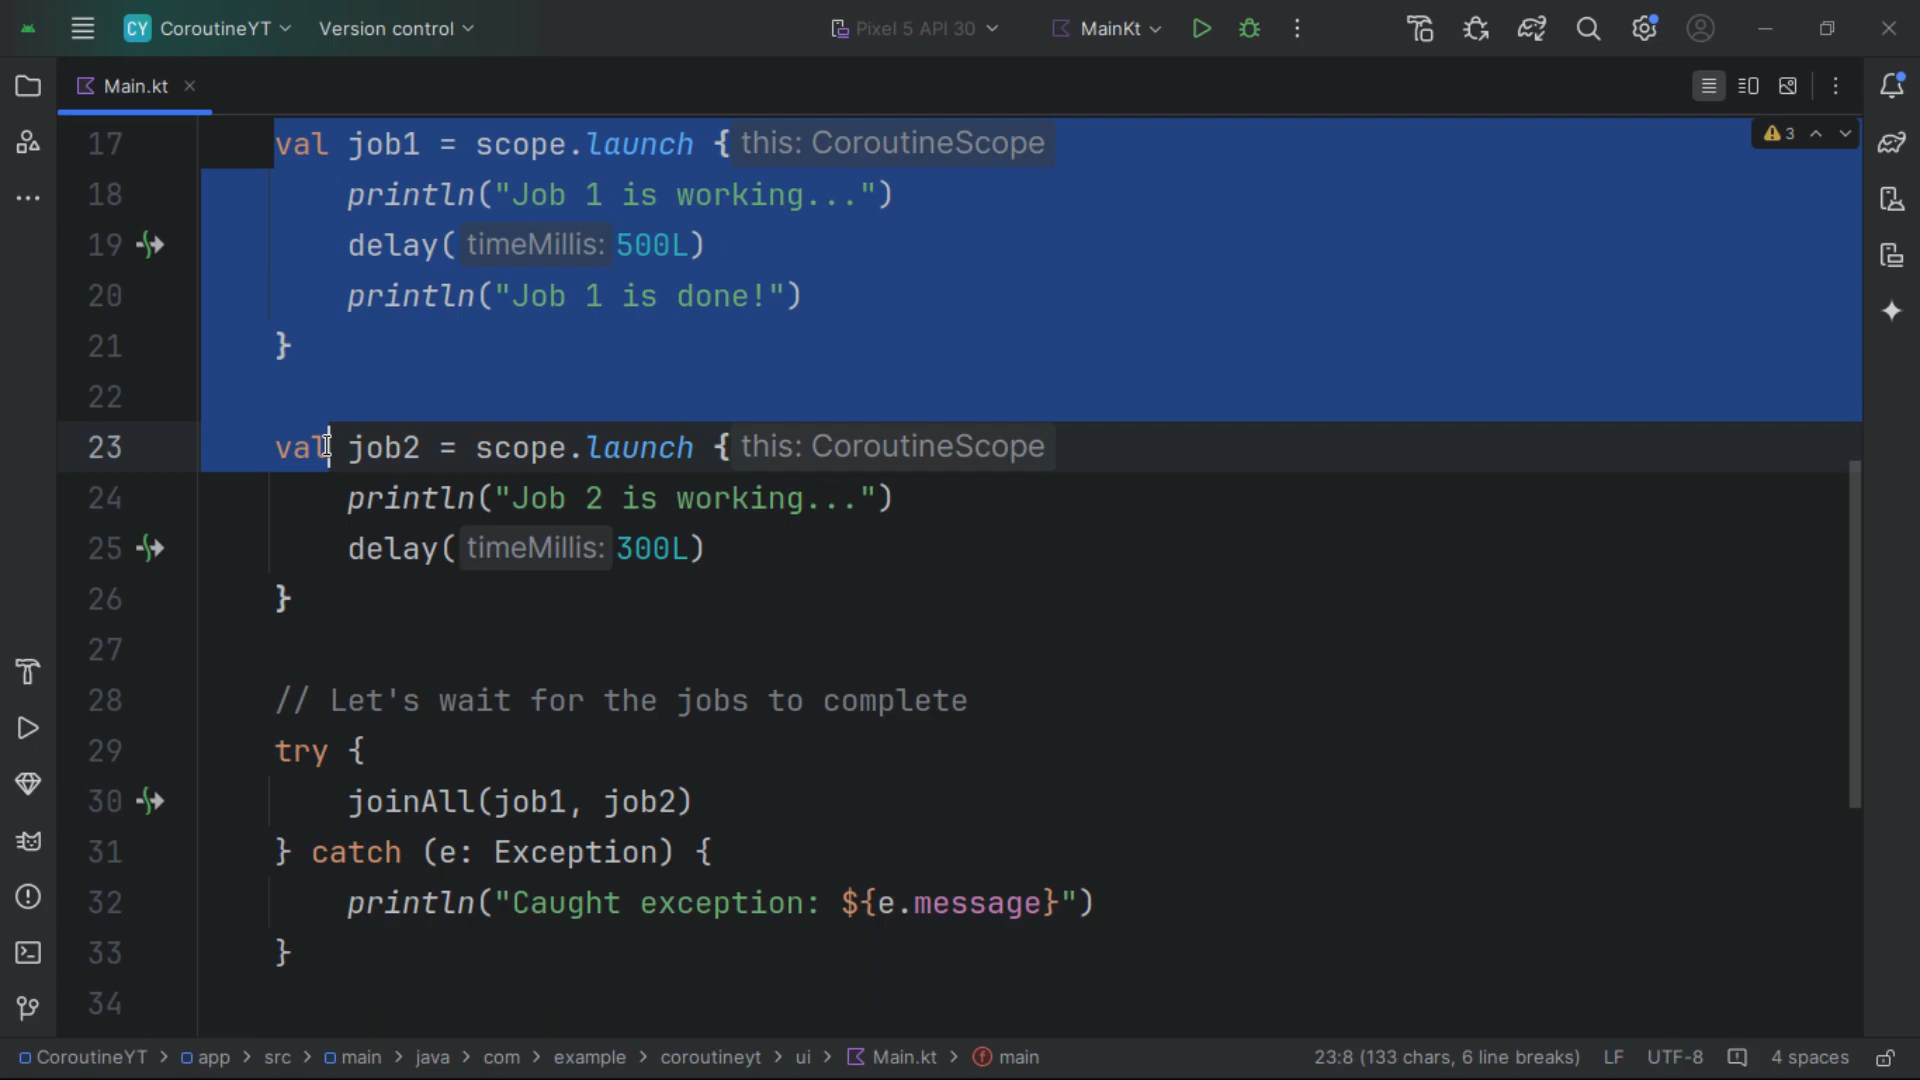 CY CoroutineYT Version control Pixel 5 API 30 MainKt
Main.kt
17 val job1 = scope.launch { this: CoroutineScope 3
18 println("Job 1 is working...")
19 delay( timeMillis: 500L)
20 println("Job 1 is done!")
21 }
22
23 val job2 = scope.launch { this: CoroutineScope
24 println("Job 2 is working...")
25 delay( timeMillis: 300L)
26 }
27
28 // Let's wait for the jobs to complete
29 try {
30 joinAll(job1, job2)
31 } catch (e: Exception) {
32 println("Caught exception: ${e.message}")
33 }
34
CoroutineYT > app > src > main > java > com > example > coroutineyt > ui > Main.kt > f main 23:8 (133 chars, 6 line breaks) LF UTF-8 4 spaces